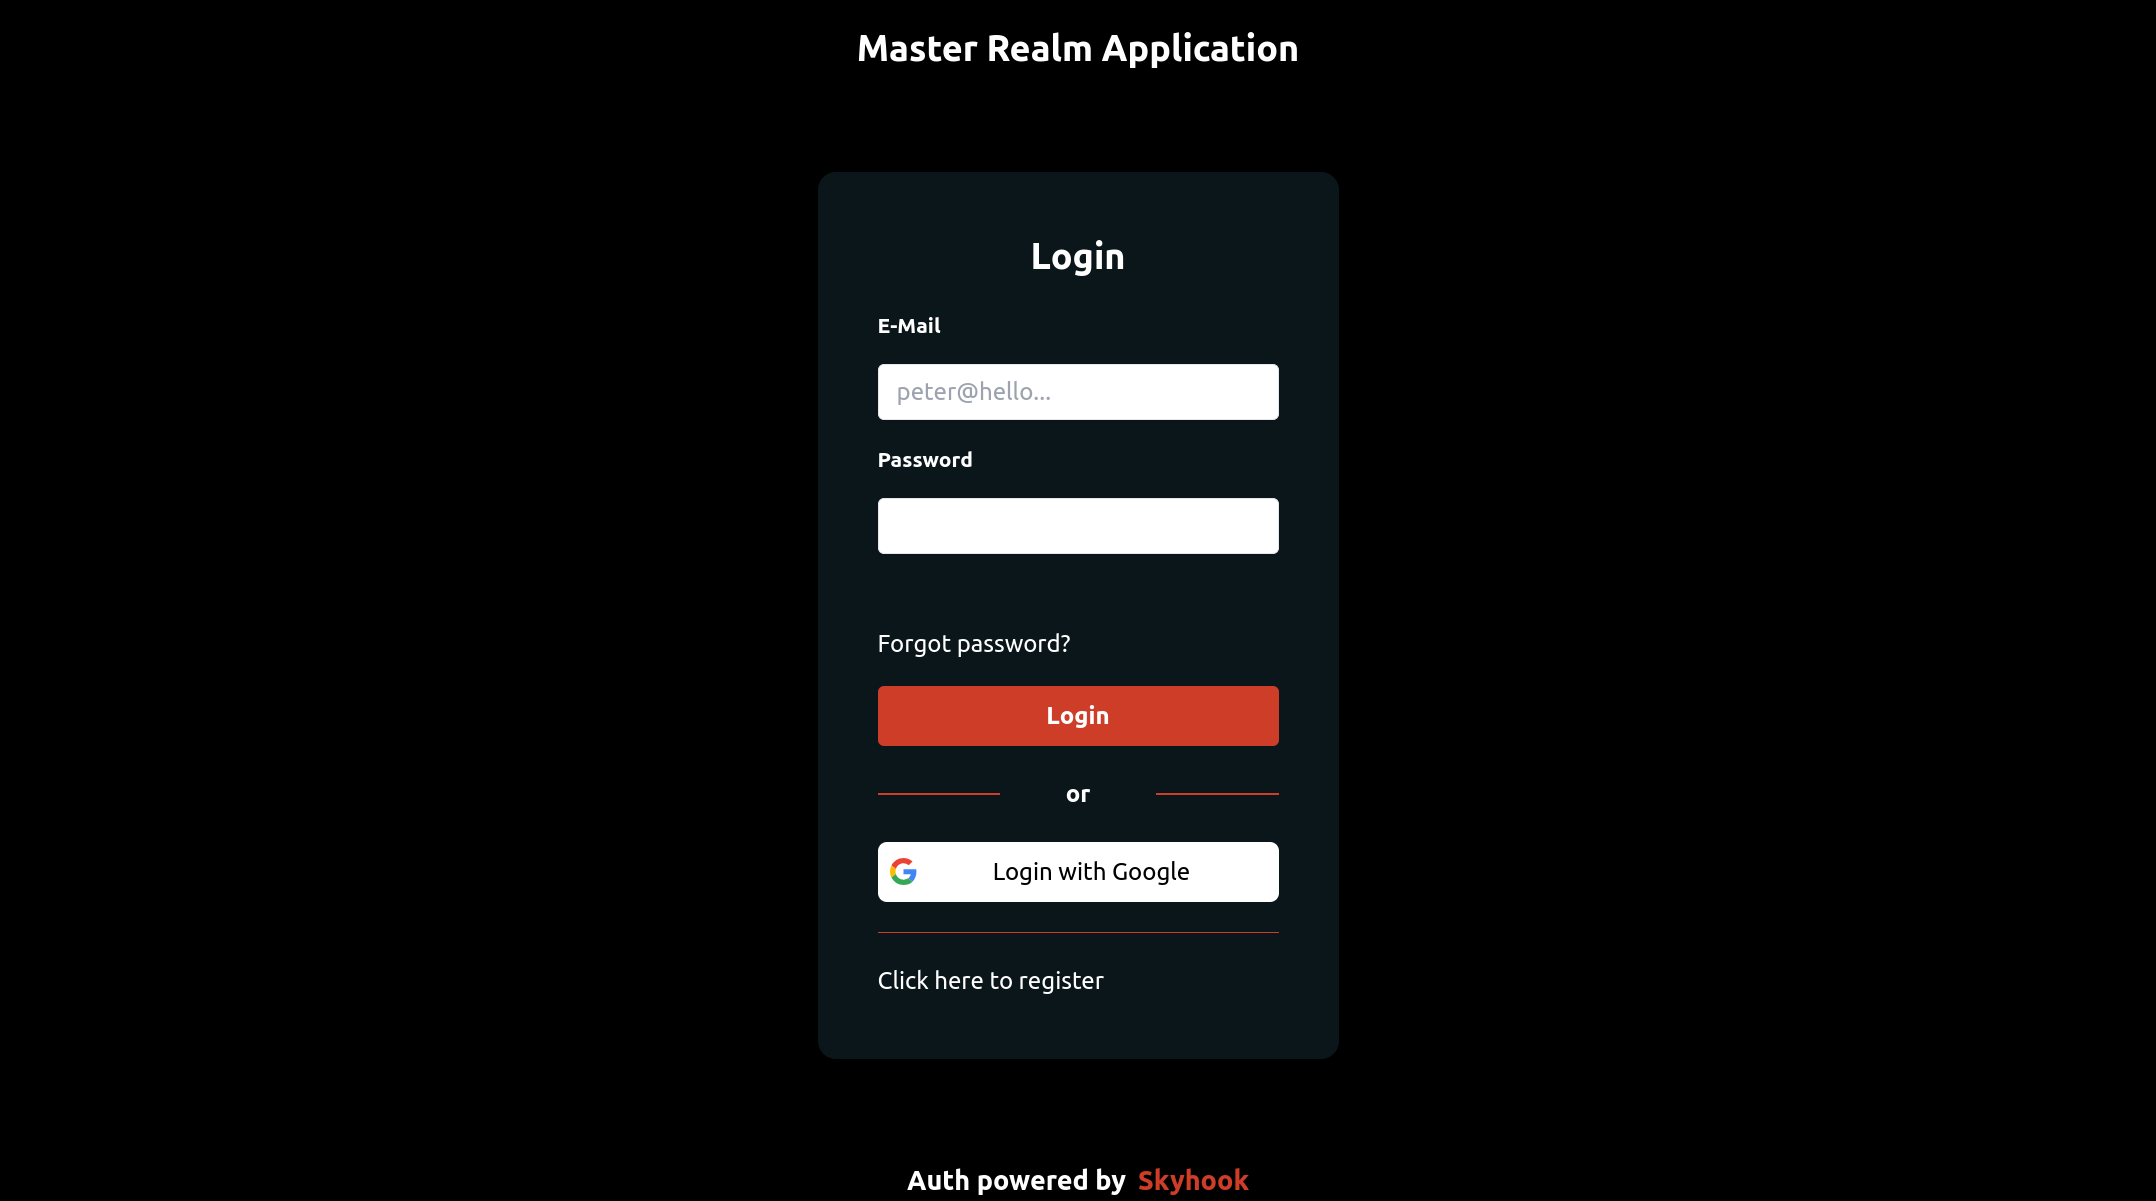 Master Realm Application
Login
E-Mail
peter@hello...
Password
Forgot password?
Login
or
Login with Google
Click here to register
Auth powered by Skyhook